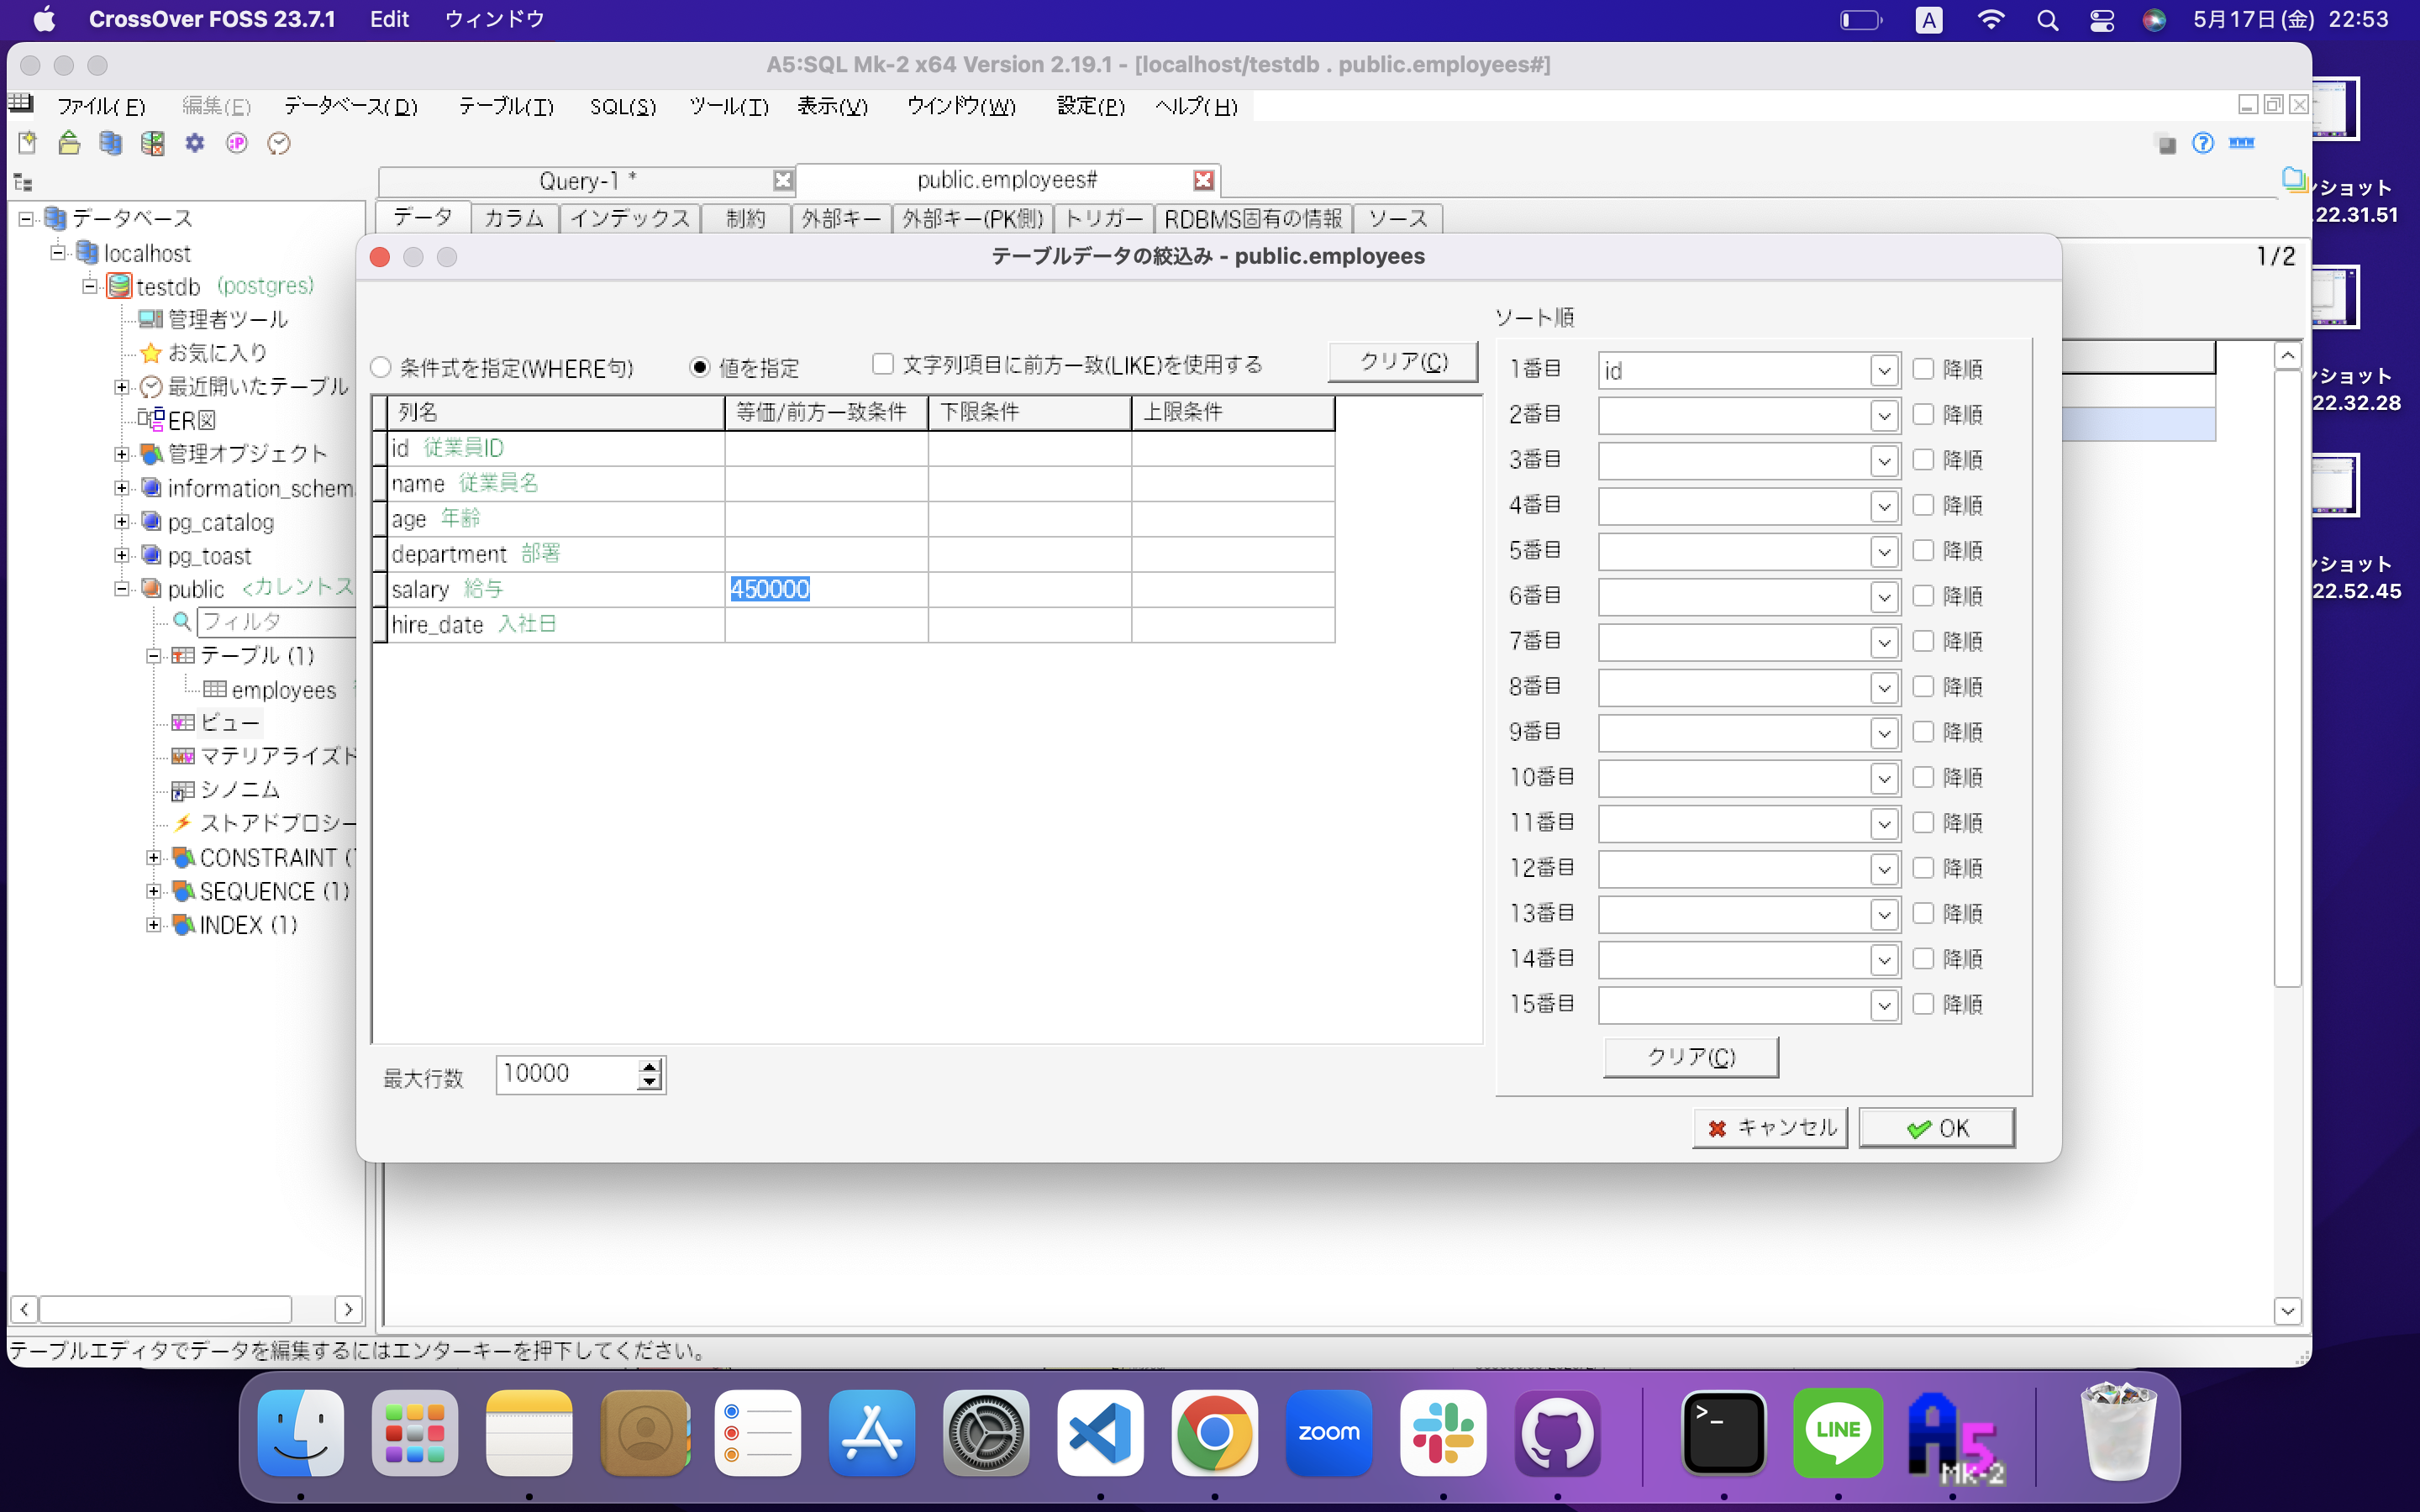 CrossOver FOSS 23.7.1 Edit ウィンドウ A 5月17日(金) 22:53
A5:SQL Mk-2 x64 Version 2.19.1 - [localhost/testdb . public.employees#]
ファイル(E) 編集(E) データベース(D) テーブル(I) SQL(S) ツール(I) 表示(V) ウインドウ(W) 設定(P) ヘルプ(H)
Query-1 * public.employees#
データ カラム インデックス 制約 外部キー 外部キー(PK側) トリガー RDBMS固有の情報 ソース
データベース
localhost
testdb (postgres)
管理者ツール
お気に入り
最近開いたテーブル
ER図
管理オブジェクト
information_schem
pg_catalog
pg_toast
public <カレントス
フィルタ
テーブル (1)
employees
ビュー
マテリアライズド
シノニム
ストアドプロシー
CONSTRAINT (
SEQUENCE (1)
INDEX (1)
テーブルデータの絞込み - public.employees
1/2
条件式を指定(WHERE句) 値を指定 文字列項目に前方一致(LIKE)を使用する クリア(C)
列名 等価/前方一致条件 下限条件 上限条件
id 従業員ID
name 従業員名
age 年齢
department 部署
salary 給与 450000
hire_date 入社日
最大行数 10000
ソート順
1番目 id 降順
2番目 降順
3番目 降順
4番目 降順
5番目 降順
6番目 降順
7番目 降順
8番目 降順
9番目 降順
10番目 降順
11番目 降順
12番目 降順
13番目 降順
14番目 降順
15番目 降順
クリア(C)
キャンセル OK
ショット
.22.31.51
ショット
22.32.28
ショット
22.52.45
テーブルエディタでデータを編集するにはエンターキーを押下してください。
zoom
LINE
A5
MK-2